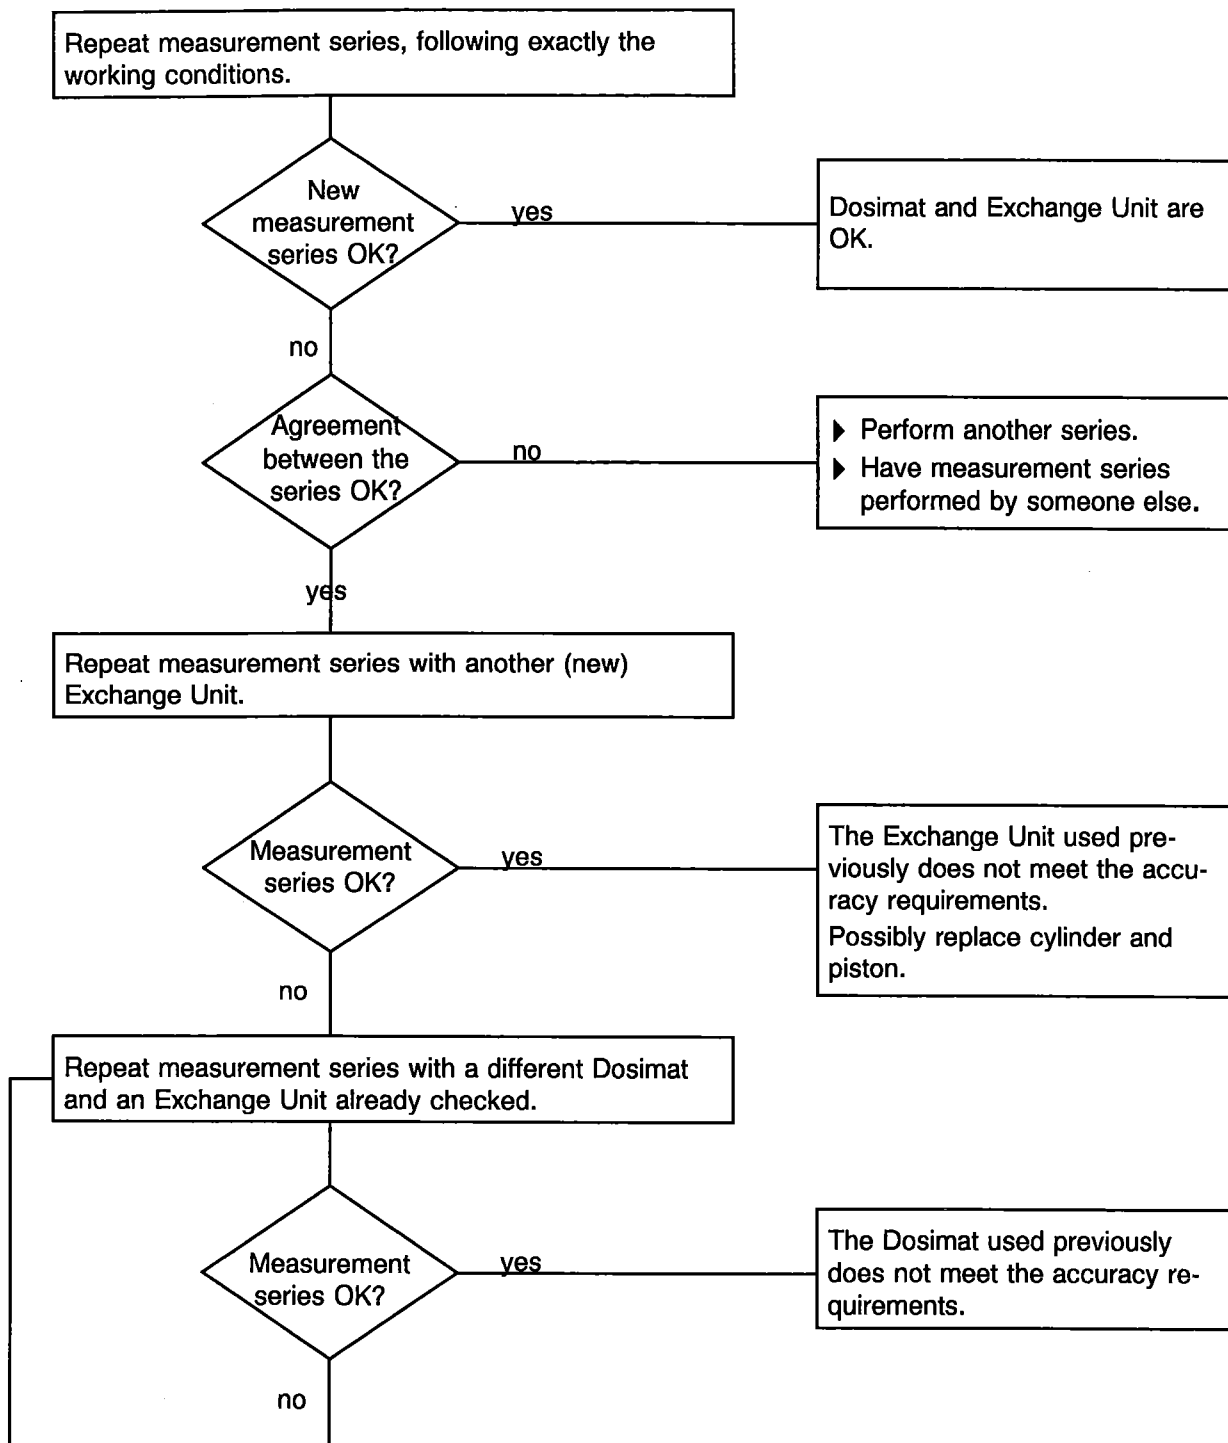 Repeat measurement series, following exactly the
working conditions.
New
measurement
series OK?
yes
Dosimat and Exchange Unit are
OK.
no
Agreement
between the
series OK?
no
▶ Perform another series.
▶ Have measurement series
performed by someone else.
yes
Repeat measurement series with another (new)
Exchange Unit.
Measurement
series OK?
yes
The Exchange Unit used pre-
viously does not meet the accu-
racy requirements.
Possibly replace cylinder and
piston.
no
Repeat measurement series with a different Dosimat
and an Exchange Unit already checked.
Measurement
series OK?
yes
The Dosimat used previously
does not meet the accuracy re-
quirements.
no